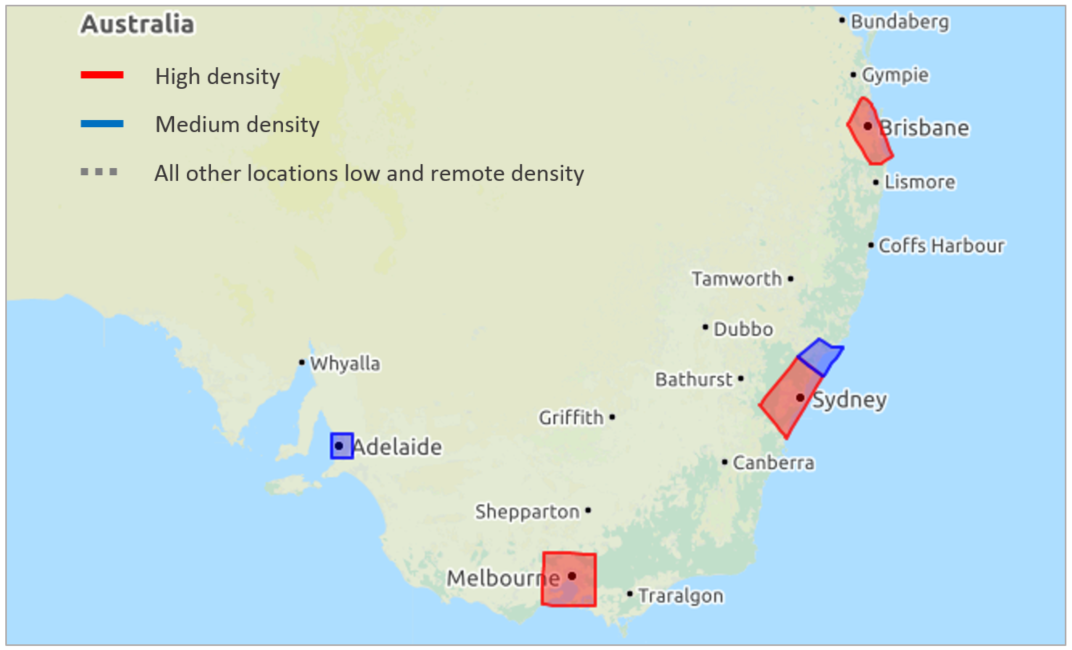 Australia
High density
Medium density
All other locations low and remote density
Bundaberg
Gympie
Brisbane
Lismore
Coffs Harbour
Tamworth
Dubbo
Whyalla
Bathurst
Sydney
Griffith
Adelaide
Canberra
Shepparton
Melbourne
Traralgon